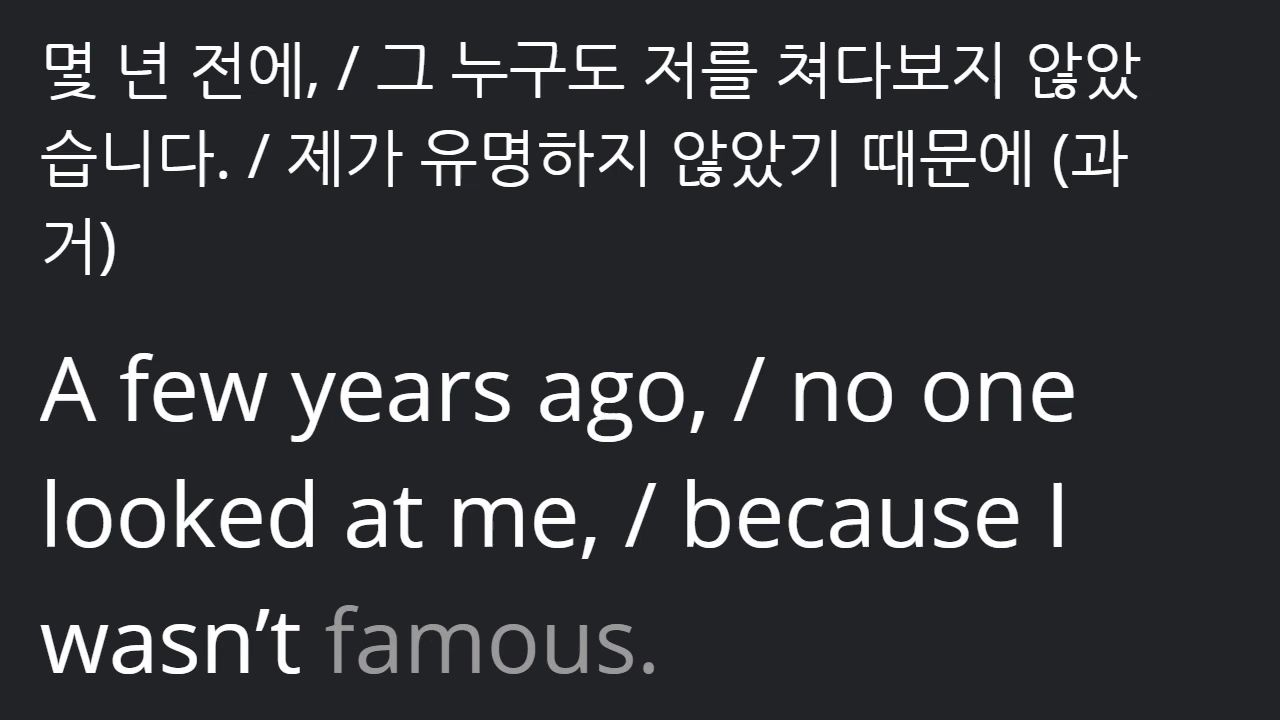 몇 년 전에, / 그 누구도 저를 쳐다보지 않았
습니다. / 제가 유명하지 않았기 때문에 (과
거)
A few years ago, / no one
looked at me, / because I
wasn’t famous.